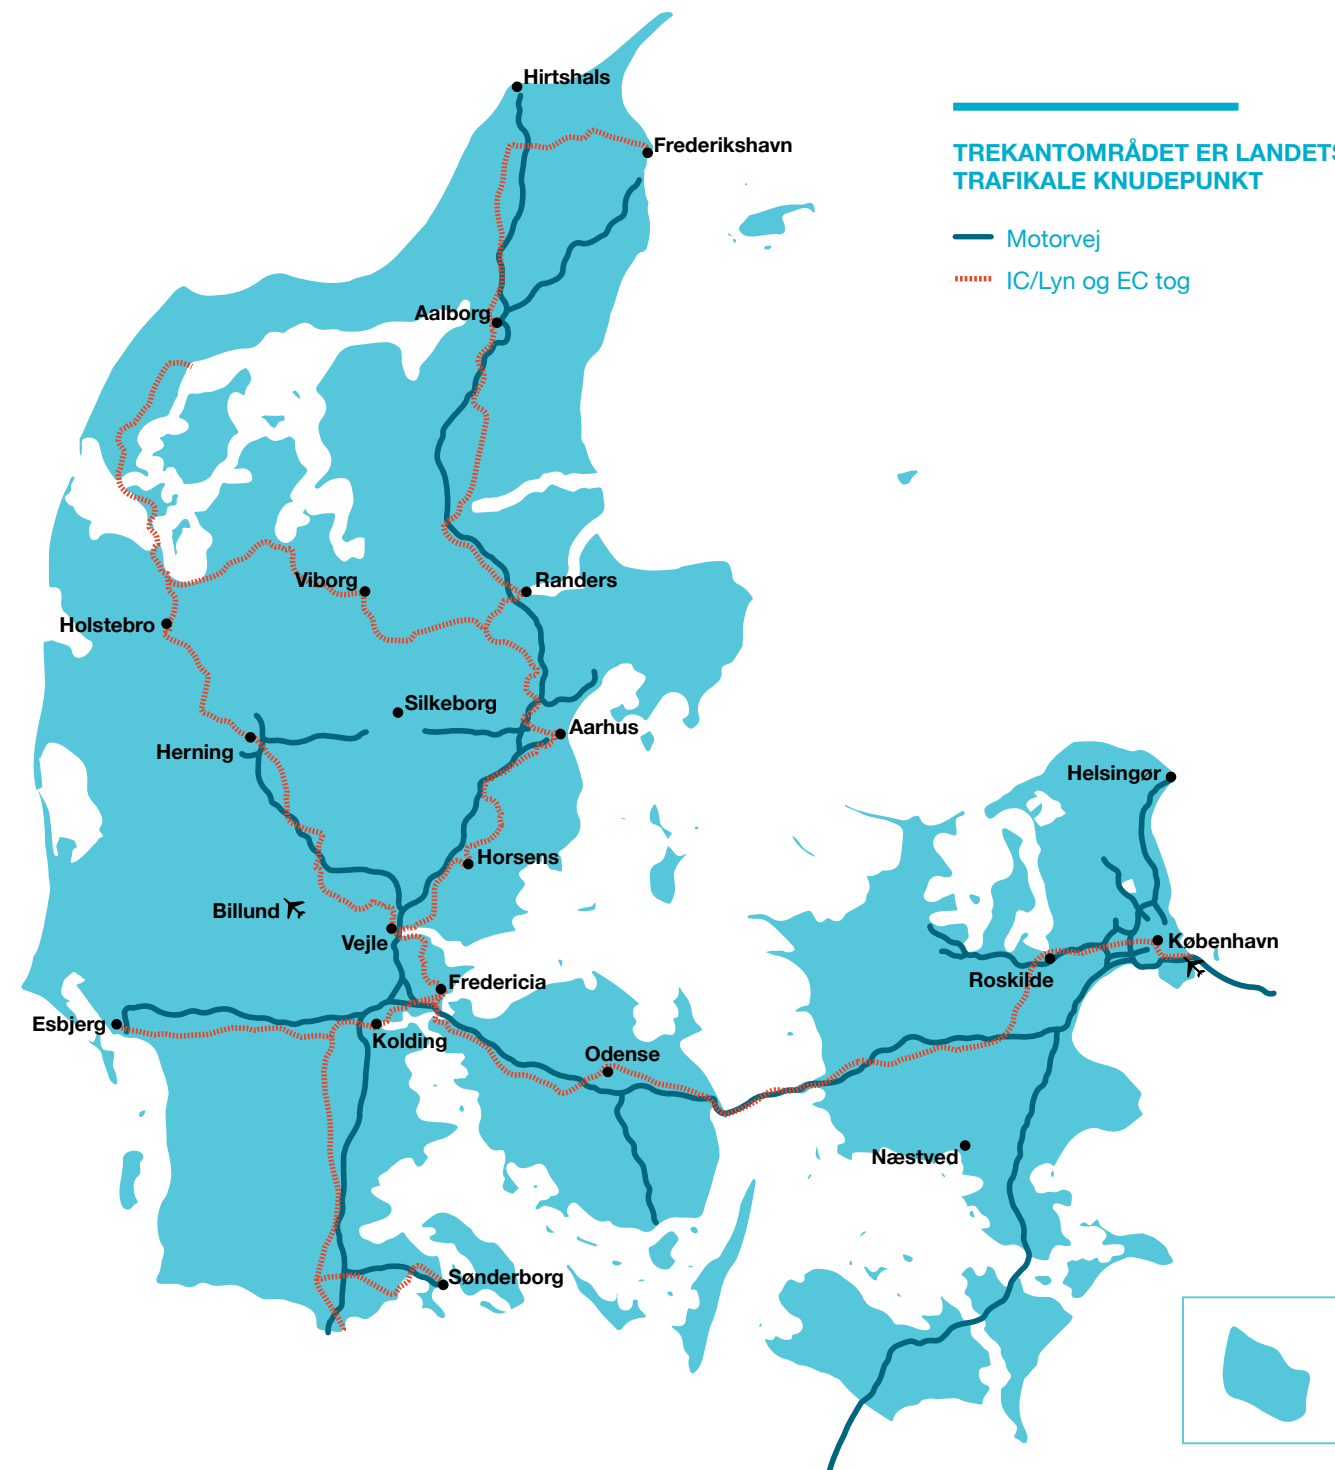 Hirtshals
Frederikshavn
TREKANTOMRÅDET ER LANDETS
TRAFIKALE KNUDEPUNKT
Motorvej
IC/Lyn og EC tog
Aalborg
Viborg
Randers
Holstebro
Silkeborg
Aarhus
Herning
Helsingør
Horsens
Billund
Vejle
København
Roskilde
Fredericia
Esbjerg
Kolding
Odense
Næstved
Sønderborg